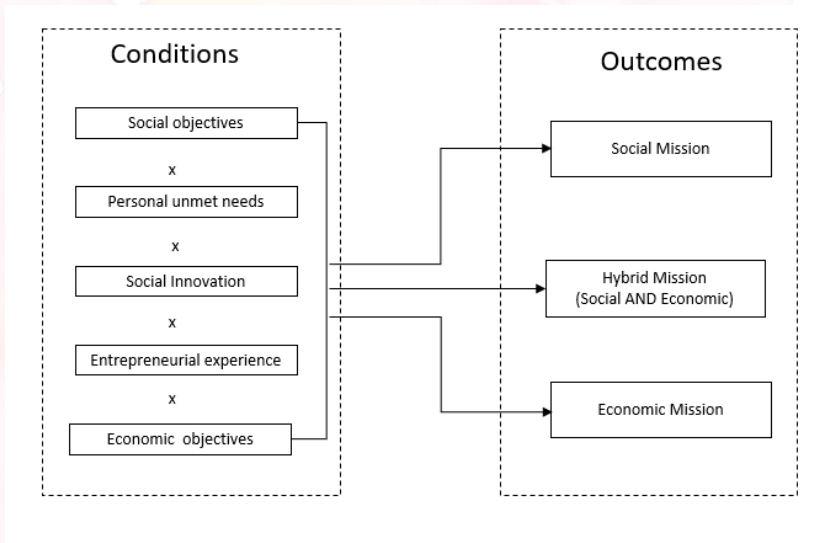 Conditions
Social objectives
x
Personal unmet needs
x
Social Innovation
x
Entrepreneurial experience
x
Economic objectives
Outcomes
Social Mission
Hybrid Mission
(Social AND Economic)
Economic Mission